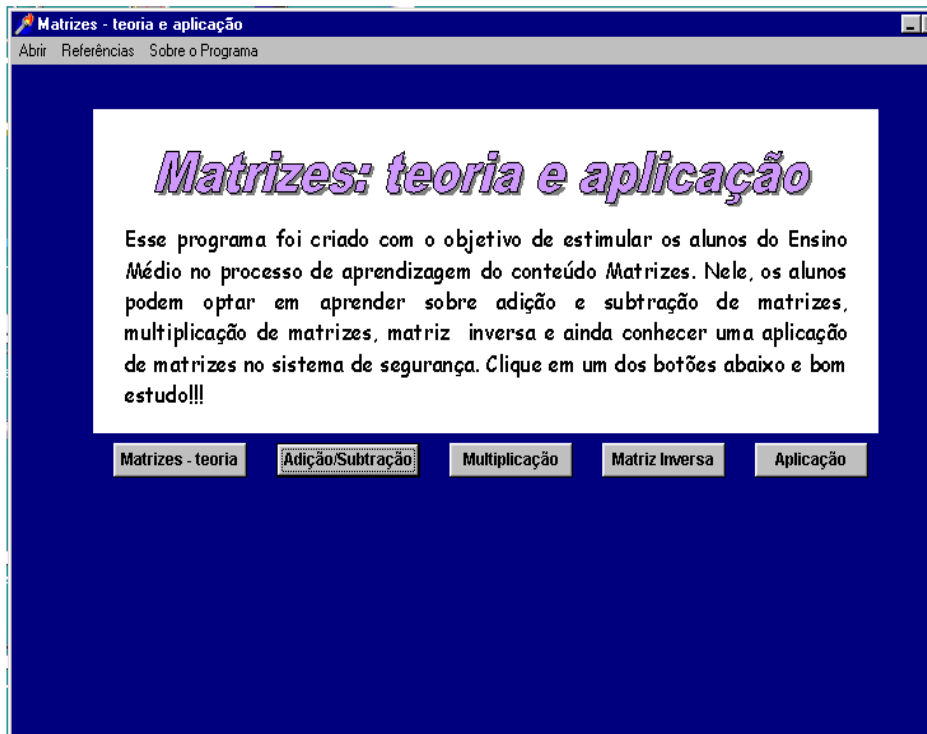 Matrizes - teoria e aplicação
Abrir Referências Sobre o Programa
Matrizes: teoria e aplicação
Esse programa foi criado com o objetivo de estimular os alunos do Ensino
Médio no processo de aprendizagem do conteúdo Matrizes. Nele, os alunos
podem optar em aprender sobre adição e subtração de matrizes,
multiplicação de matrizes, matriz inversa e ainda conhecer uma aplicação
de matrizes no sistema de segurança. Clique em um dos botões abaixo e bom
estudo!!!
Matrizes - teoria Adição/Subtração Multiplicação Matriz Inversa Aplicação